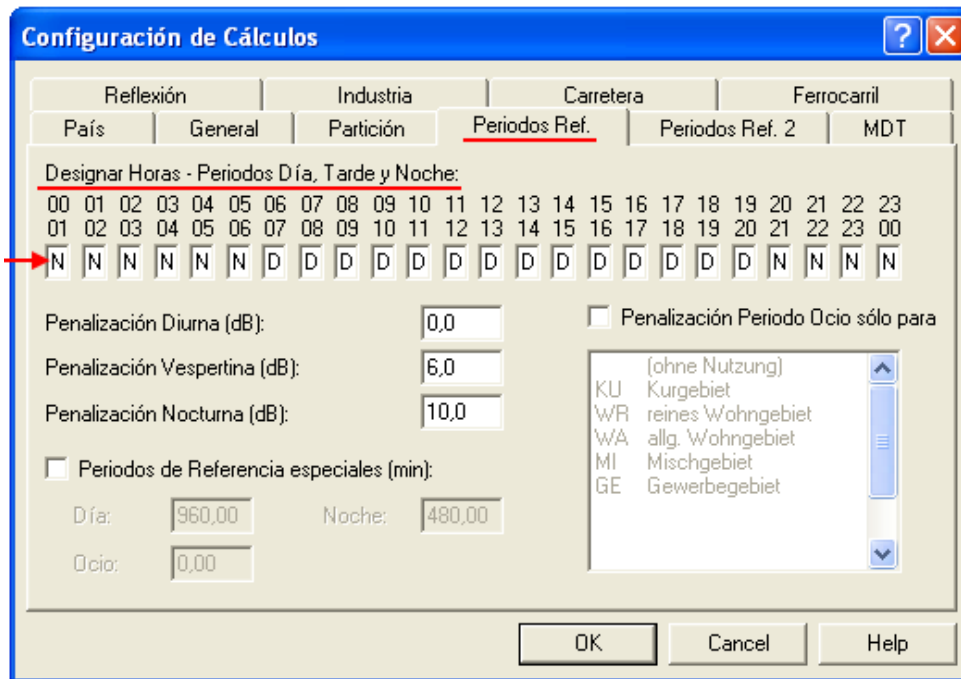 Configuración de Cálculos
Reflexión Industria Carretera Ferrocarril
País General Partición Periodos Ref. Periodos Ref. 2 MDT
Designar Horas - Periodos Día, Tarde y Noche:
00 01 02 03 04 05 06 07 08 09 10 11 12 13 14 15 16 17 18 19 20 21 22 23
01 02 03 04 05 06 07 08 09 10 11 12 13 14 15 16 17 18 19 20 21 22 23 00
N N N N N N D D D D D D D D D D D D D D N N N N
Penalización Diurna (dB): 0,0
Penalización Vespertina (dB): 6,0
Penalización Nocturna (dB): 10,0
Periodos de Referencia especiales (min):
Día: 960,00 Noche: 480,00
Ocio: 0,00
Penalización Periodo Ocio sólo para
(ohne Nutzung)
KU Kurgebiet
WR reines Wohngebiet
WA allg. Wohngebiet
MI Mischgebiet
GE Gewerbegebiet
OK Cancel Help